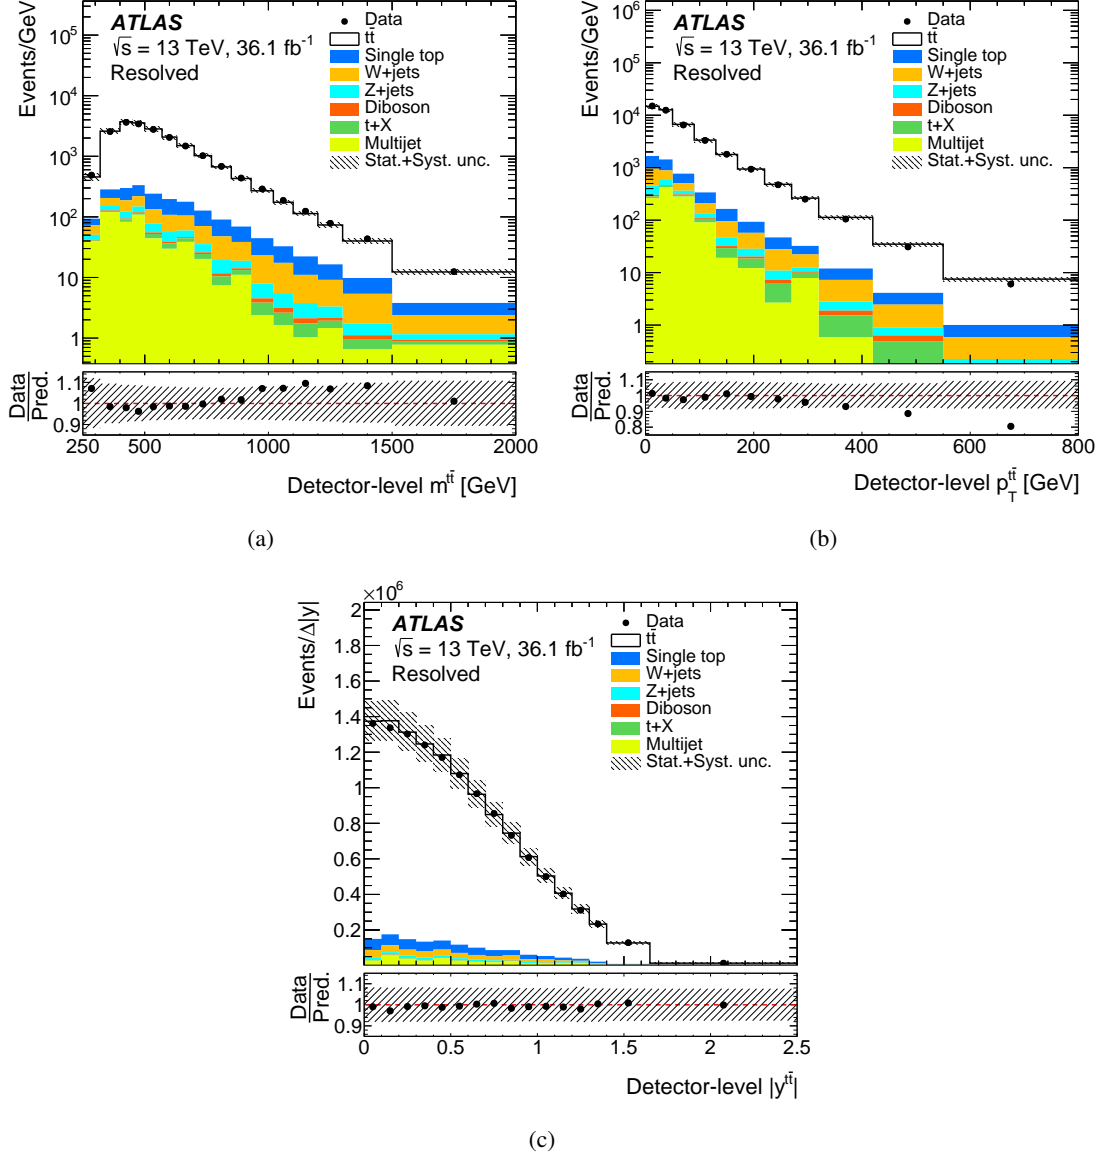 ATLAS
√s = 13 TeV, 36.1 fb⁻¹
Resolved
Data
tt̄
Single top
W+jets
Z+jets
Diboson
t+X
Multijet
Stat.+Syst. unc.
Events/GeV
10⁵
10⁴
10³
10²
10
1
Data
Pred.
1.1
1
0.9
500 1000 1500 2000
250
Detector-level m^{tt̄} [GeV]
(a)
ATLAS
√s = 13 TeV, 36.1 fb⁻¹
Resolved
Data
tt̄
Single top
W+jets
Z+jets
Diboson
t+X
Multijet
Stat.+Syst. unc.
Events/GeV
10⁶
10⁵
10⁴
10³
10²
10
1
Data
Pred.
1.1
1
0.9
0.8
0 200 400 600 800
Detector-level p_T^{tt̄} [GeV]
(b)
×10⁶
ATLAS
√s = 13 TeV, 36.1 fb⁻¹
Resolved
Data
tt̄
Single top
W+jets
Z+jets
Diboson
t+X
Multijet
Stat.+Syst. unc.
Events/Δ|y|
2
1.8
1.6
1.4
1.2
1
0.8
0.6
0.4
0.2
Data
Pred.
1.1
1
0.9
0 0.5 1 1.5 2 2.5
Detector-level |y^{tt̄}|
(c)